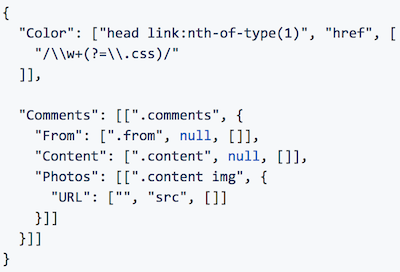 {
  "Color": ["head link:nth-of-type(1)", "href", [
    "/\\w+(?=\\.css)/"
  ]],

  "Comments": [[".comments", {
    "From": [".from", null, []],
    "Content": [".content", null, []],
    "Photos": [[".content img", {
      "URL": ["", "src", []]
    }]]
  }]]
}